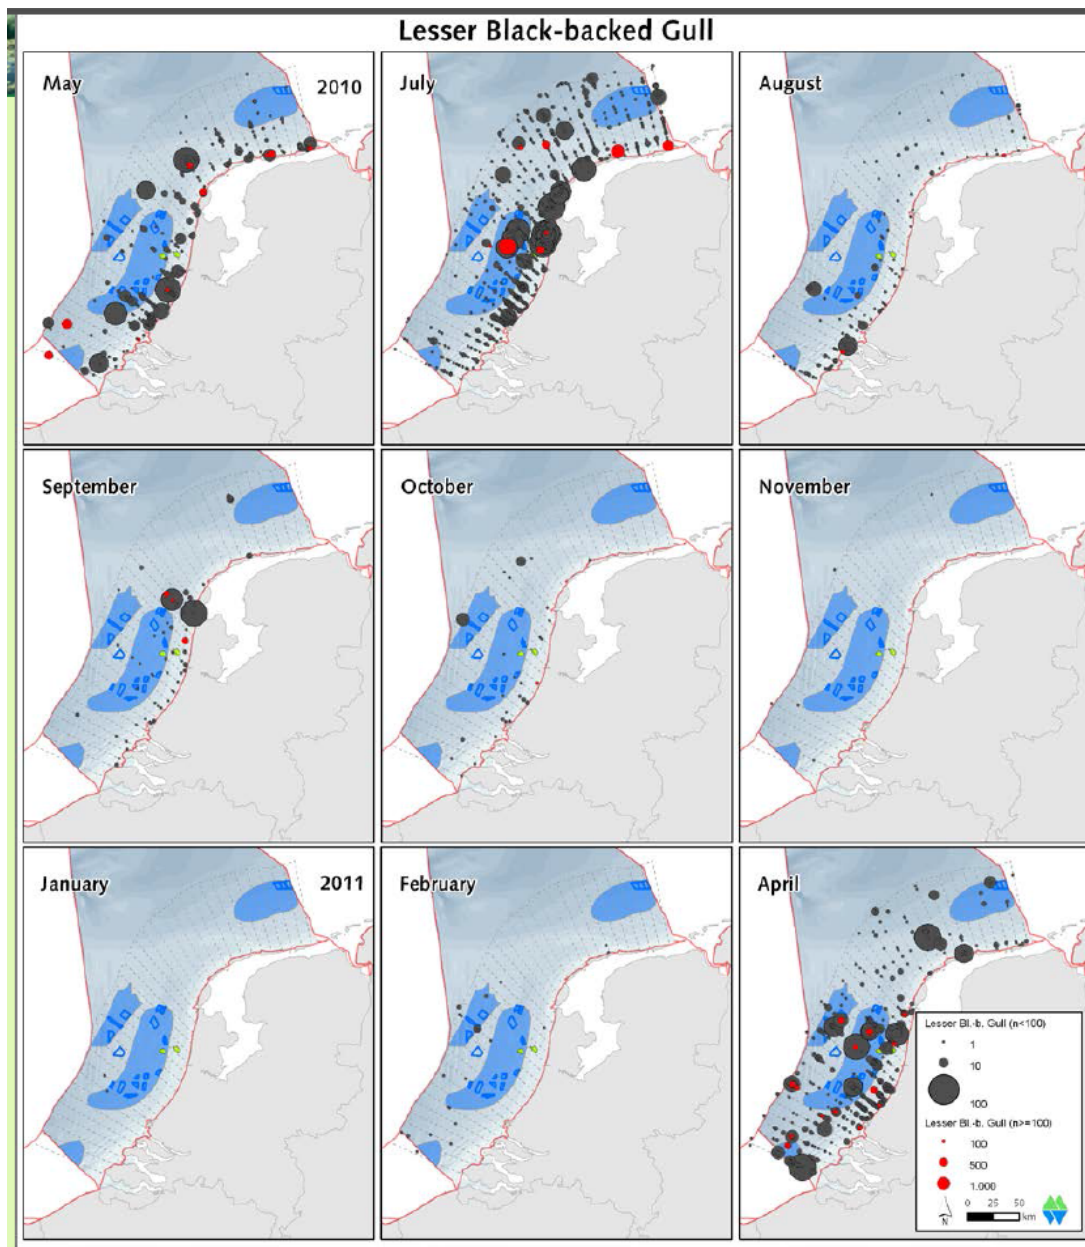 Lesser Black-backed Gull
May
2010
July
August
September
October
November
January
2011
February
April
Lesser Bl.-b. Gull (n<100)
1
10
100
Lesser Bl.-b. Gull (n>=100)
100
500
1.000
0 25 50
km
N